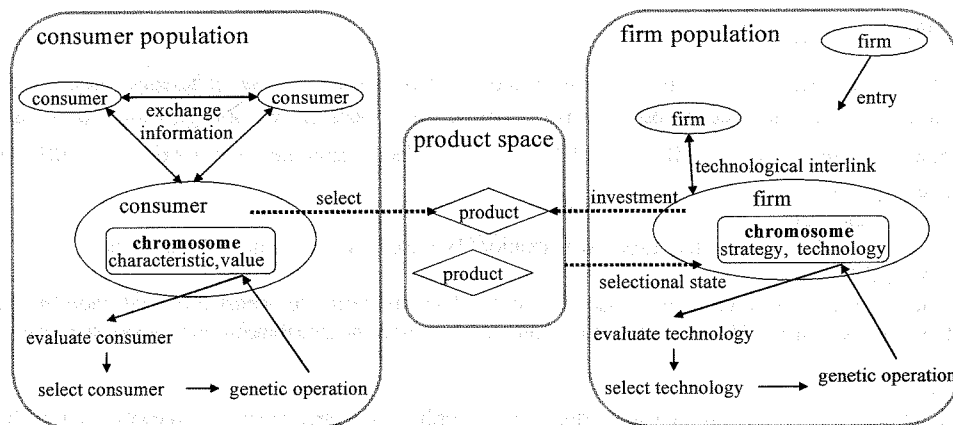 consumer population
consumer
consumer
exchange
information
consumer
chromosome
characteristic, value
evaluate consumer
select consumer
genetic operation
select
product space
product
product
investment
selectional state
firm population
firm
entry
firm
technological interlink
firm
chromosome
strategy, technology
evaluate technology
select technology
genetic operation